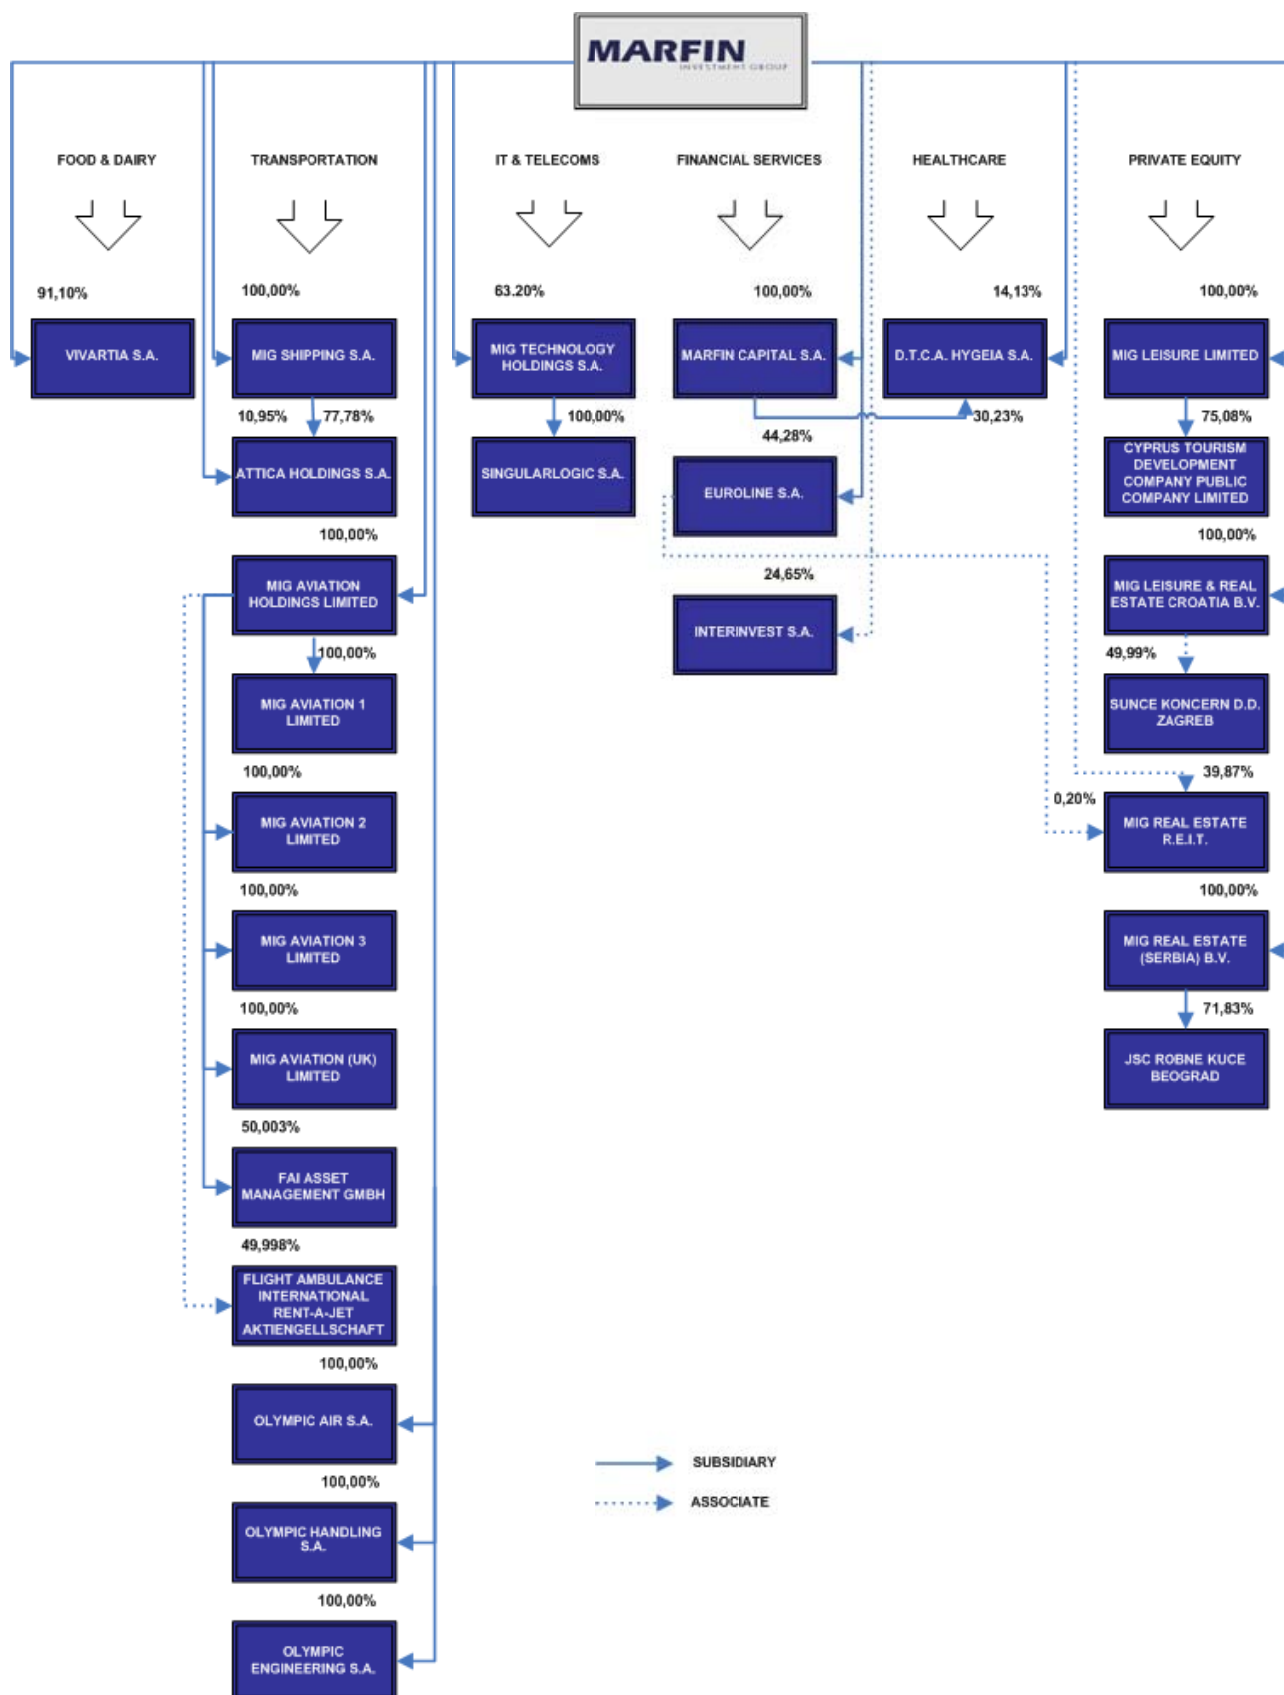 MARFIN
INVESTMENT GROUP
FOOD & DAIRY
TRANSPORTATION
IT & TELECOMS
FINANCIAL SERVICES
HEALTHCARE
PRIVATE EQUITY
91,10%
100,00%
63.20%
100,00%
14,13%
100,00%
VIVARTIA S.A.
MIG SHIPPING S.A.
MIG TECHNOLOGY
HOLDINGS S.A.
MARFIN CAPITAL S.A.
D.T.C.A. HYGEIA S.A.
MIG LEISURE LIMITED
10,95%
77,78%
100,00%
44,28%
30,23%
75,08%
ATTICA HOLDINGS S.A.
SINGULARLOGIC S.A.
EUROLINE S.A.
CYPRUS TOURISM
DEVELOPMENT
COMPANY PUBLIC
COMPANY LIMITED
100,00%
24,65%
100,00%
MIG AVIATION
HOLDINGS LIMITED
INTERINVEST S.A.
MIG LEISURE & REAL
ESTATE CROATIA B.V.
100,00%
49,99%
MIG AVIATION 1
LIMITED
SUNCE KONCERN D.D.
ZAGREB
100,00%
39,87%
0,20%
MIG AVIATION 2
LIMITED
MIG REAL ESTATE
R.E.I.T.
100,00%
100,00%
MIG AVIATION 3
LIMITED
MIG REAL ESTATE
(SERBIA) B.V.
100,00%
71,83%
MIG AVIATION (UK)
LIMITED
JSC ROBNE KUCE
BEOGRAD
50,003%
FAI ASSET
MANAGEMENT GMBH
49,998%
FLIGHT AMBULANCE
INTERNATIONAL
RENT-A-JET
AKTIENGELLSCHAFT
100,00%
OLYMPIC AIR S.A.
SUBSIDIARY
100,00%
ASSOCIATE
OLYMPIC HANDLING
S.A.
100,00%
OLYMPIC
ENGINEERING S.A.